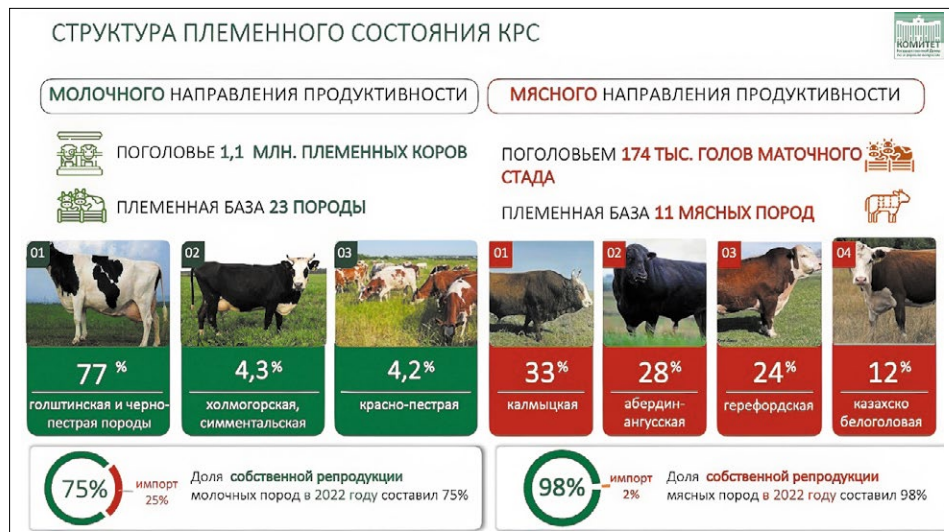 СТРУКТУРА ПЛЕМЕННОГО СОСТОЯНИЯ КРС
КОМИТЕТ
МОЛОЧНОГО НАПРАВЛЕНИЯ ПРОДУКТИВНОСТИ
ПОГОЛОВЬЕ 1,1 МЛН. ПЛЕМЕННЫХ КОРОВ
ПЛЕМЕННАЯ БАЗА 23 ПОРОДЫ
01
77 %
голштинская и черно-
пестрая породы
02
4,3%
холмогорская,
симментальская
03
4,2%
красно-пестрая
75%
импорт
25%
Доля собственной репродукции
молочных пород в 2022 году составил 75%
МЯСНОГО НАПРАВЛЕНИЯ ПРОДУКТИВНОСТИ
ПОГОЛОВЬЕМ 174 ТЫС. ГОЛОВ МАТОЧНОГО
СТАДА
ПЛЕМЕННАЯ БАЗА 11 МЯСНЫХ ПОРОД
01
33%
калмыцкая
02
28%
абердин-
ангусская
03
24%
герефордская
04
12%
казахско
белоголовая
98%
импорт
2%
Доля собственной репродукции
мясных пород в 2022 году составил 98%